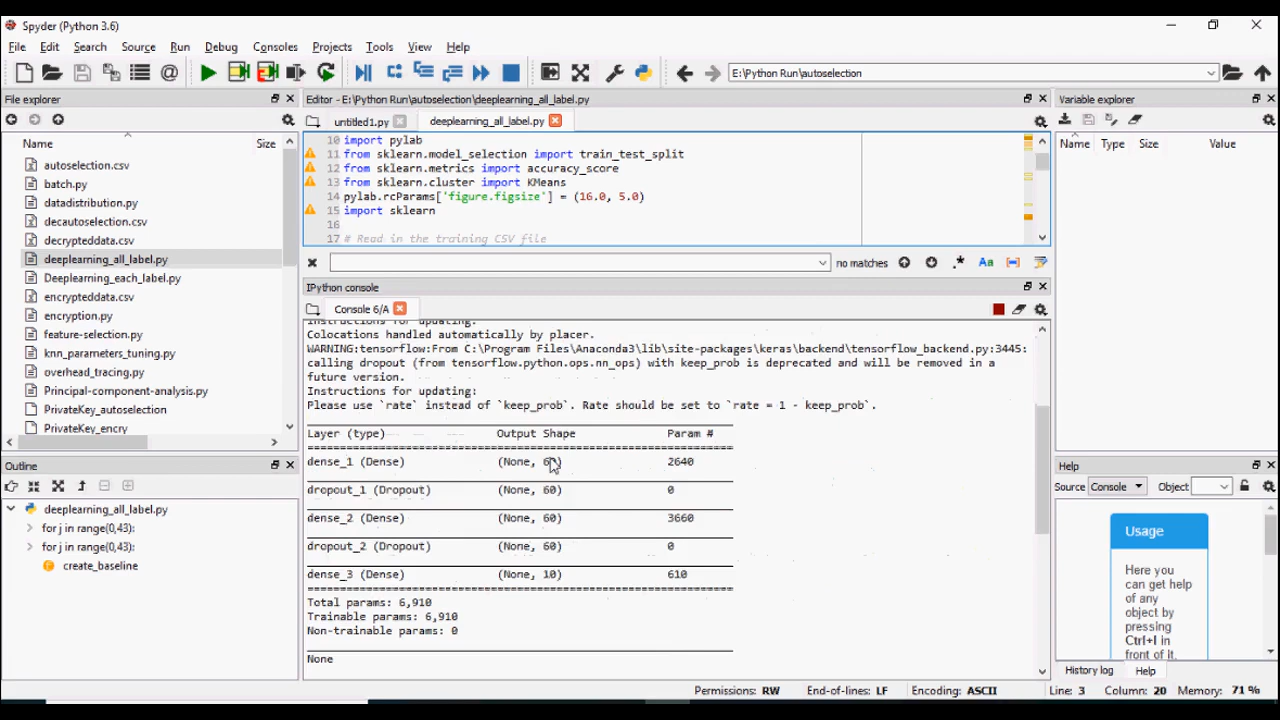 Spyder (Python 3.6)
File Edit Search Source Run Debug Consoles Projects Tools View Help
E:\Python Run\autoselection
File explorer
Name Size
autoselection.csv
batch.py
datadistribution.py
decautoselection.csv
decrypteddata.csv
deeplearning_all_label.py
Deeplearning_each_label.py
encrypteddata.csv
encryption.py
feature-selection.py
knn_parameters_tuning.py
overhead_tracing.py
Principal-component-analysis.py
PrivateKey_autoselection
PrivateKey_encry
Outline
deeplearning_all_label.py
for j in range(0,43):
for j in range(0,43):
create_baseline
Editor - E:\Python Run\autoselection\deeplearning_all_label.py
untitled1.py deeplearning_all_label.py
10 import pylab
11 from sklearn.model_selection import train_test_split
12 from sklearn.metrics import accuracy_score
13 from sklearn.cluster import KMeans
14 pylab.rcParams['figure.figsize'] = (16.0, 5.0)
15 import sklearn
16
17 # Read in the training CSV file
no matches
Aa
IPython console
Console 6/A
Instructions for updating:
Colocations handled automatically by placer.
WARNING:tensorflow:From C:\Program Files\Anaconda3\lib\site-packages\keras\backend\tensorflow_backend.py:3445:
calling dropout (from tensorflow.python.ops.nn_ops) with keep_prob is deprecated and will be removed in a
future version.
Instructions for updating:
Please use `rate` instead of `keep_prob`. Rate should be set to `rate = 1 - keep_prob`.
Layer (type) Output Shape Param #
=================================================================
dense_1 (Dense) (None, 60) 2640
dropout_1 (Dropout) (None, 60) 0
dense_2 (Dense) (None, 60) 3660
dropout_2 (Dropout) (None, 60) 0
dense_3 (Dense) (None, 10) 610
=================================================================
Total params: 6,910
Trainable params: 6,910
Non-trainable params: 0
None
Variable explorer
Name Type Size Value
Help
Source Console Object
Usage
Here you
can get help
of any
object by
pressing
Ctrl+I in
front of it,
History log Help
Permissions: RW End-of-lines: LF Encoding: ASCII Line: 3 Column: 20 Memory: 71 %